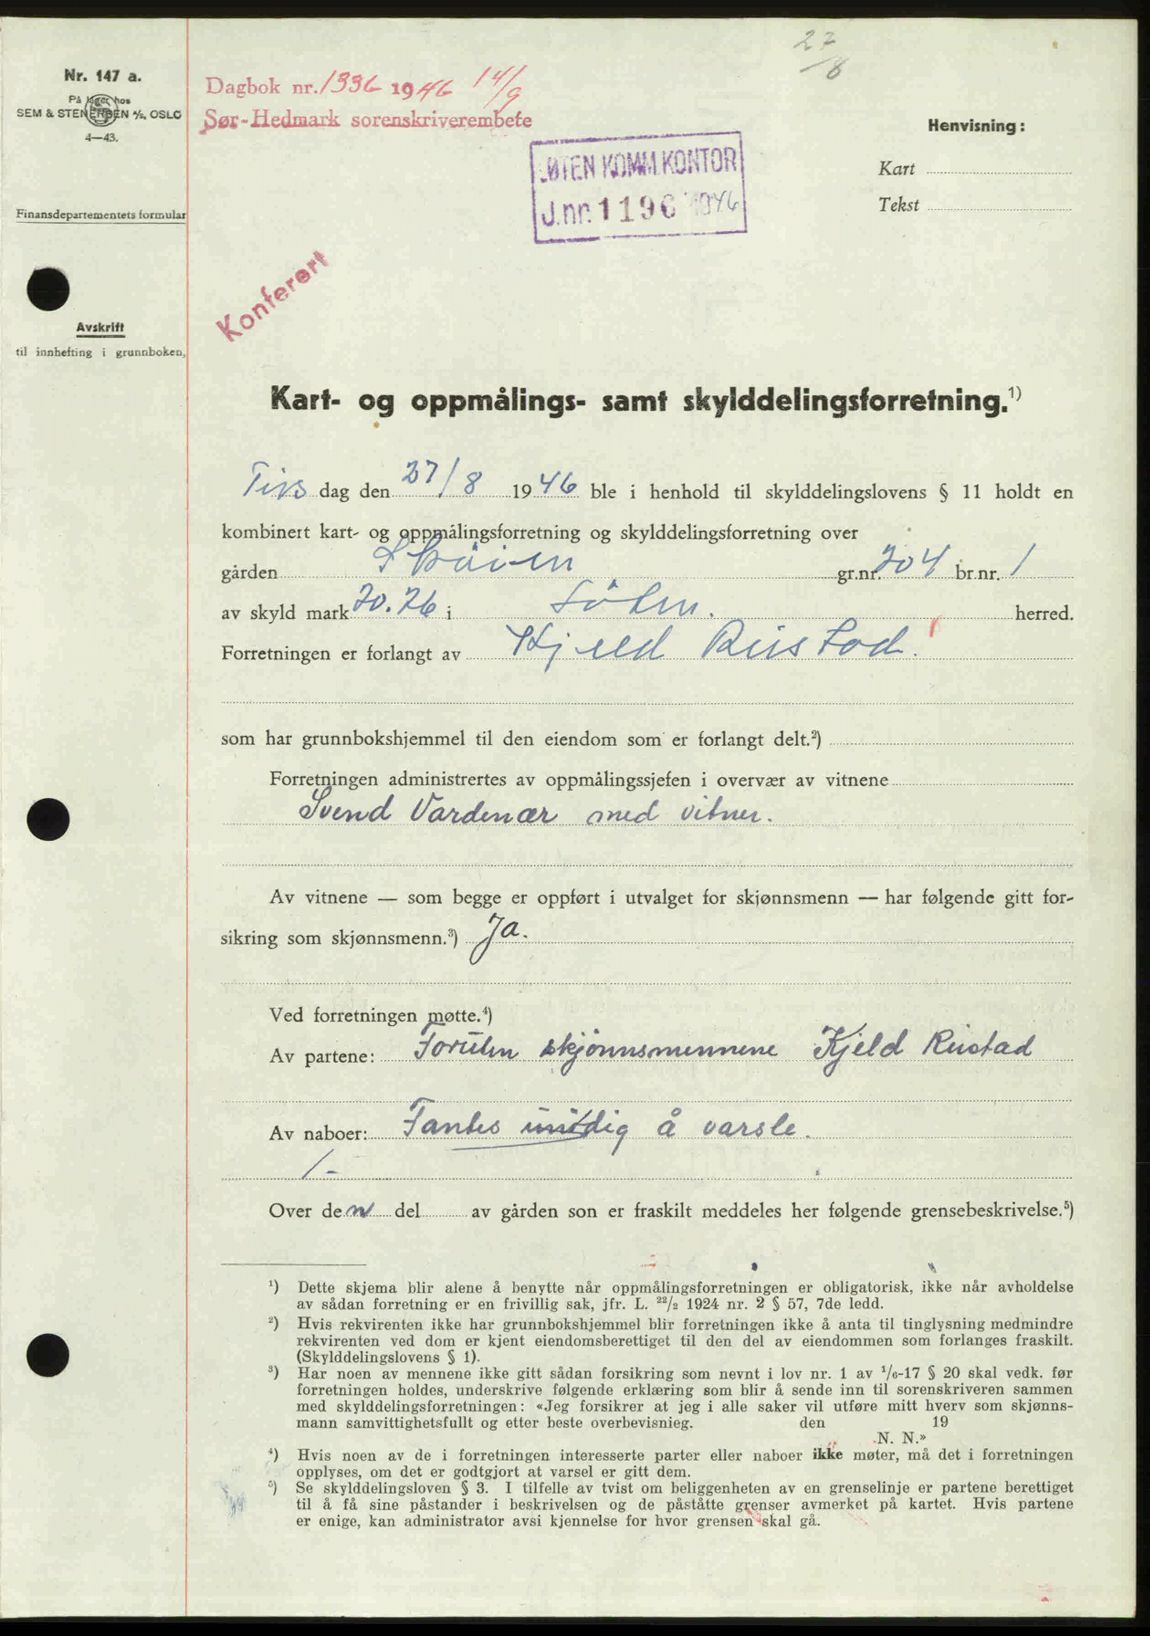 27/8
Nr. 147 a.
På lager hos
SEM & STENERSEN A/S, OSLO
4—43.
Dagbok nr. 1336 1946 14/9
Sør-Hedmark sorenskriverembete
LØTEN KOMM.KONTOR
J.nr. 1196 1946
Henvisning:
Kart
Tekst
Finansdepartementets formular
Konferert
Avskrift
til innhefting i grunnboken.
Kart- og oppmålings- samt skylddelingsforretning.¹)
Tirs dag den 27/8 1946 ble i henhold til skylddelingslovens § 11 holdt en
kombinert kart- og oppmålingsforretning og skylddelingsforretning over
gården Skøien gr.nr. 204 br.nr. 1
av skyld mark 20.26 i Løten. herred.
Forretningen er forlangt av Kjeld Rustad.
som har grunnbokshjemmel til den eiendom som er forlangt delt.²)
Forretningen administrertes av oppmålingssjefen i overvær av vitnene
Svend Vardenær med vitner.
Av vitnene — som begge er oppført i utvalget for skjønnsmenn — har følgende gitt for-
sikring som skjønnsmenn.³) Ja.
Ved forretningen møtte.⁴)
Av partene: Foruten skjønnsmennene Kjeld Rustad
Av naboer: Fantes unødig å varsle.
1-
Over den del av gården son er fraskilt meddeles her følgende grensebeskrivelse.⁵)
¹) Dette skjema blir alene å benytte når oppmålingsforretningen er obligatorisk, ikke når avholdelse
av sådan forretning er en frivillig sak, jfr. L. ²²/₂ 1924 nr. 2 § 57, 7de ledd.
²) Hvis rekvirenten ikke har grunnbokshjemmel blir forretningen ikke å anta til tinglysning medmindre
rekvirenten ved dom er kjent eiendomsberettiget til den del av eiendommen som forlanges fraskilt.
(Skylddelingslovens § 1).
³) Har noen av mennene ikke gitt sådan forsikring som nevnt i lov nr. 1 av ¹/₆-17 § 20 skal vedk. før
forretningen holdes, underskrive følgende erklæring som blir å sende inn til sorenskriveren sammen
med skylddelingsforretningen: «Jeg forsikrer at jeg i alle saker vil utføre mitt hverv som skjønns-
mann samvittighetsfullt og etter beste overbevisnieg. den 19
N. N.»
⁴) Hvis noen av de i forretningen interesserte parter eller naboer ikke møter, må det i forretningen
opplyses, om det er godtgjort at varsel er gitt dem.
⁵) Se skylddelingsloven § 3. I tilfelle av tvist om beliggenheten av en grenselinje er partene berettiget
til å få sine påstander i beskrivelsen og de påståtte grenser avmerket på kartet. Hvis partene
er enige, kan administrator avsi kjennelse for hvor grensen skal gå.